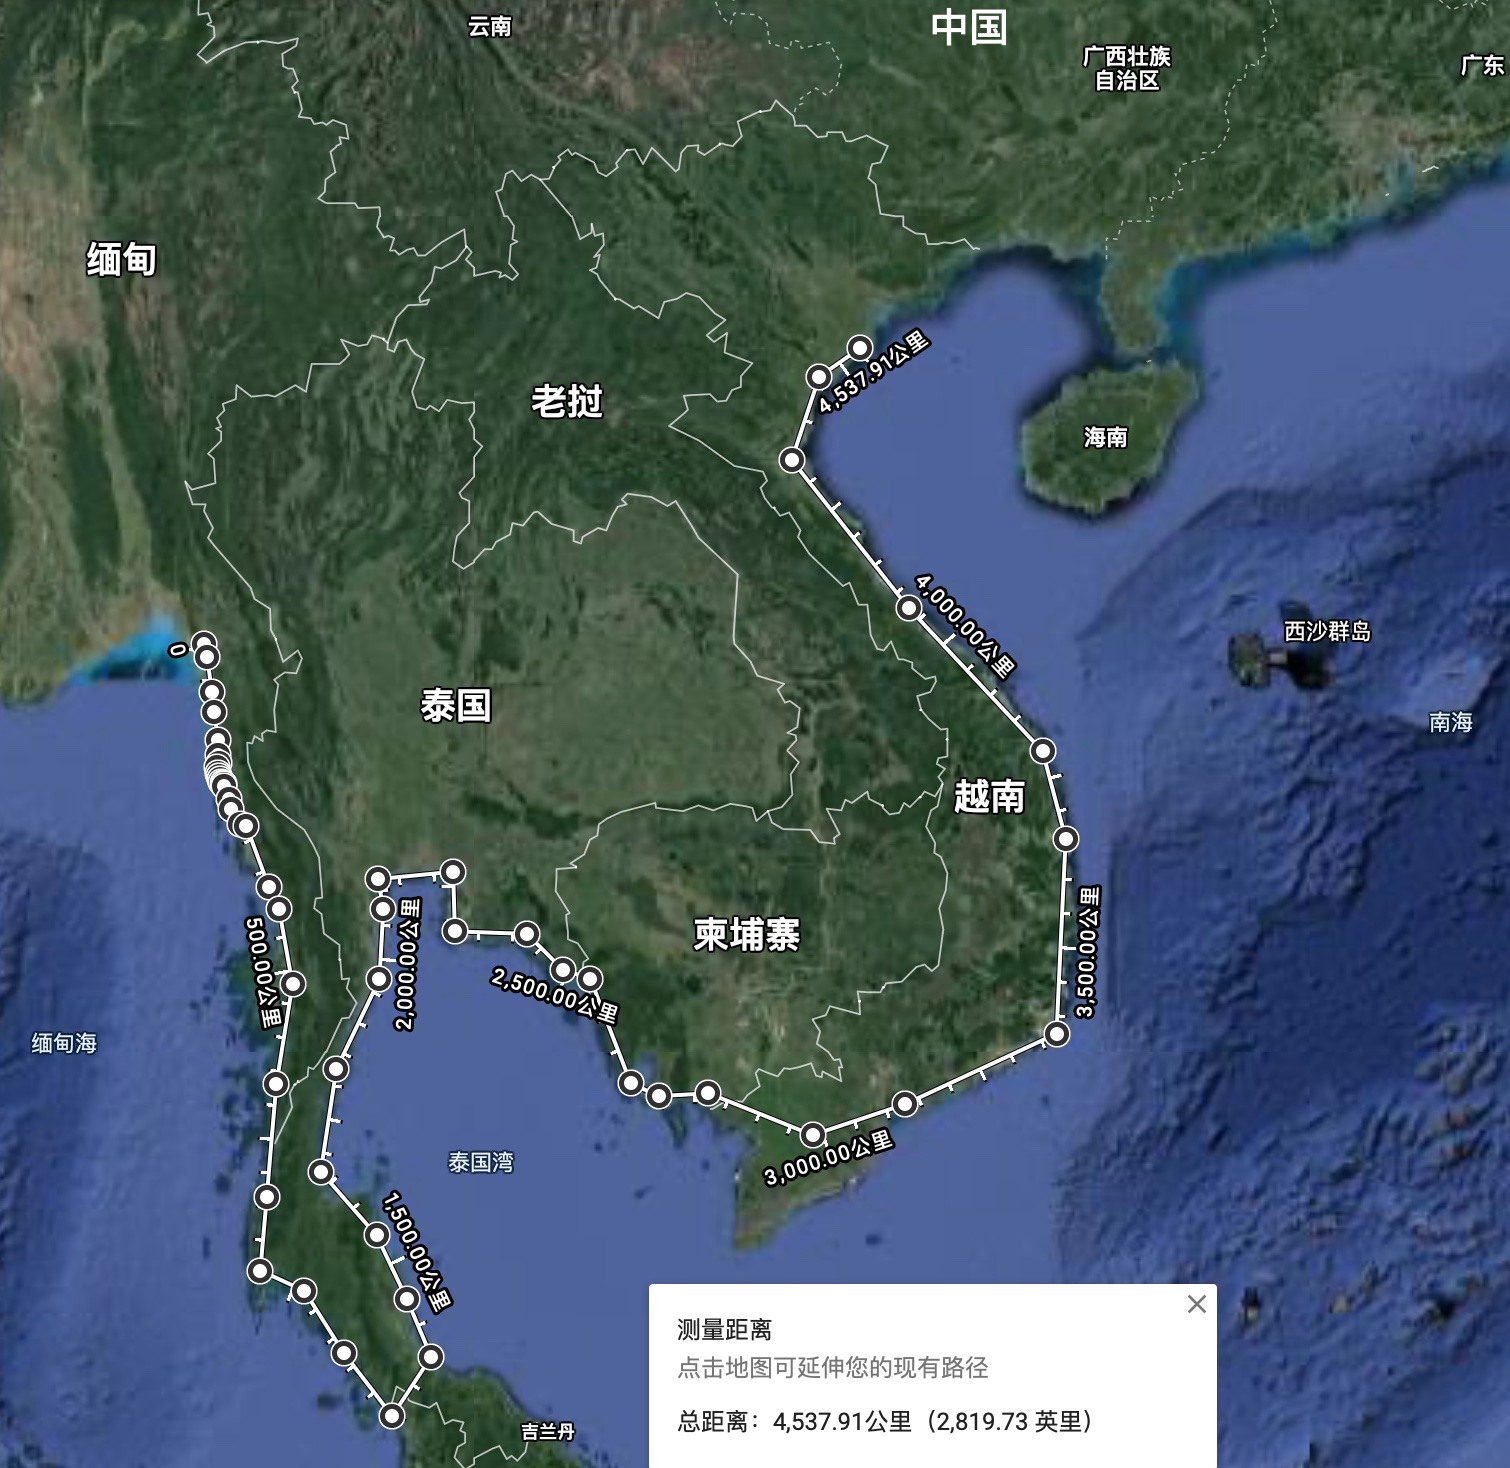 云南
中国
广西壮族
自治区
广东
缅甸
4,537.91公里
老挝
海南
4,000.00公里
西沙群岛
0
泰国
南海
越南
500.00公里
2,000.00公里
柬埔寨
3,500.00公里
2,500.00公里
缅甸海
泰国湾
3,000.00公里
1,500.00公里
测量距离
点击地图可延伸您的现有路径
总距离：4,537.91公里（2,819.73 英里）
吉兰丹